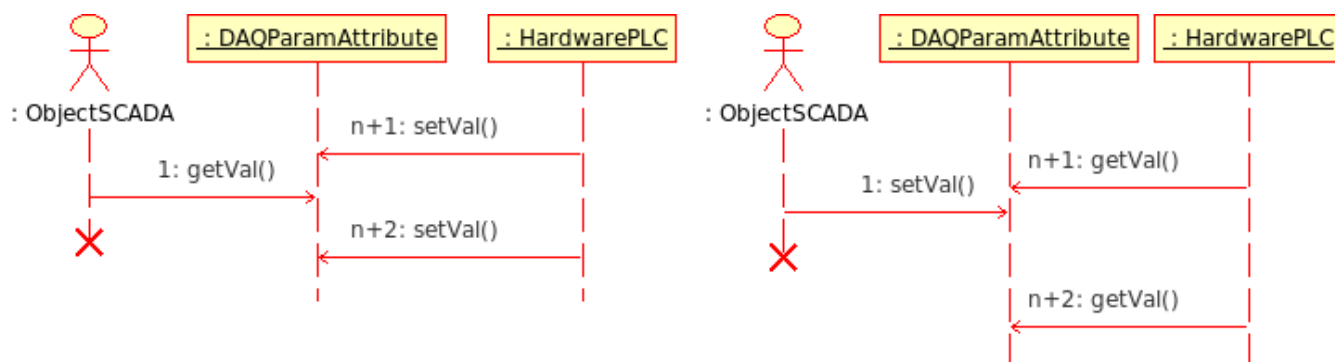 : DAQParamAttribute
: HardwarePLC
: ObjectSCADA
n+1: setVal()
1: getVal()
n+2: setVal()
: DAQParamAttribute
: HardwarePLC
: ObjectSCADA
n+1: getVal()
1: setVal()
n+2: getVal()